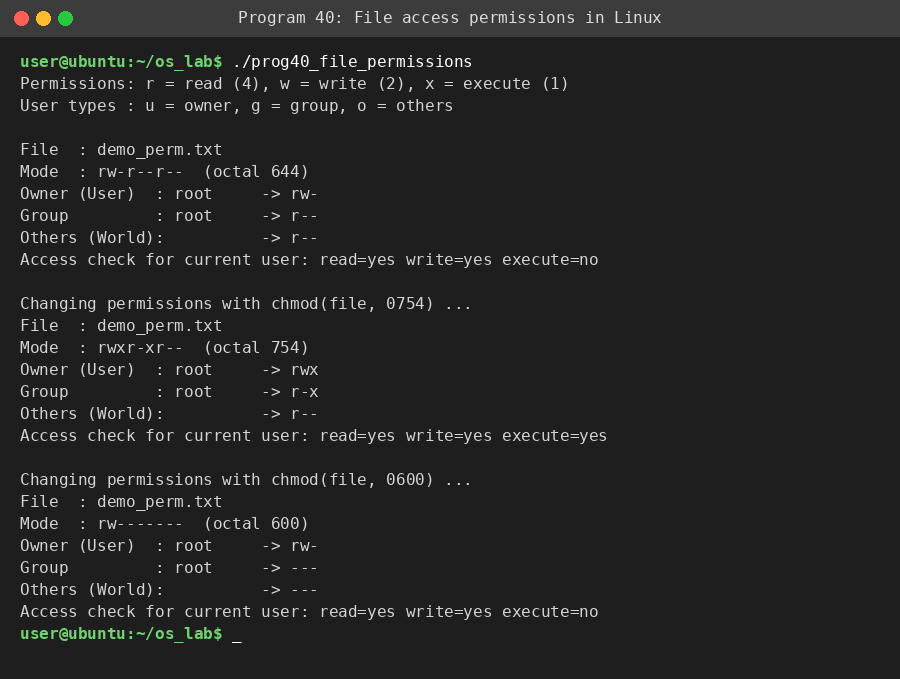 Program 40: File access permissions in Linux
user@ubuntu:~/os_lab$ ./prog40_file_permissions
Permissions: r = read (4), w = write (2), x = execute (1)
User types : u = owner, g = group, o = others

File  : demo_perm.txt
Mode  : rw-r--r--  (octal 644)
Owner (User)  : root     -> rw-
Group         : root     -> r--
Others (World):          -> r--
Access check for current user: read=yes write=yes execute=no

Changing permissions with chmod(file, 0754) ...
File  : demo_perm.txt
Mode  : rwxr-xr--  (octal 754)
Owner (User)  : root     -> rwx
Group         : root     -> r-x
Others (World):          -> r--
Access check for current user: read=yes write=yes execute=yes

Changing permissions with chmod(file, 0600) ...
File  : demo_perm.txt
Mode  : rw-------  (octal 600)
Owner (User)  : root     -> rw-
Group         : root     -> ---
Others (World):          -> ---
Access check for current user: read=yes write=yes execute=no
user@ubuntu:~/os_lab$ _